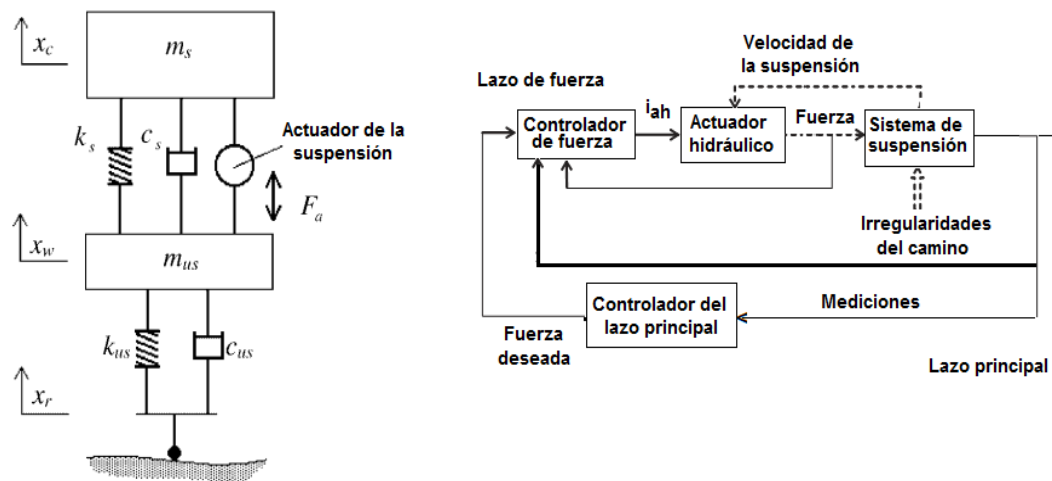 x_c
m_s
k_s
c_s
Actuador de la
suspensión
F_a
x_w
m_us
k_us
c_us
x_r
Velocidad de
la suspensión
Lazo de fuerza
i_ah
Controlador
de fuerza
Actuador
hidráulico
Fuerza
Sistema de
suspensión
Irregularidades
del camino
Controlador del
lazo principal
Mediciones
Fuerza
deseada
Lazo principal